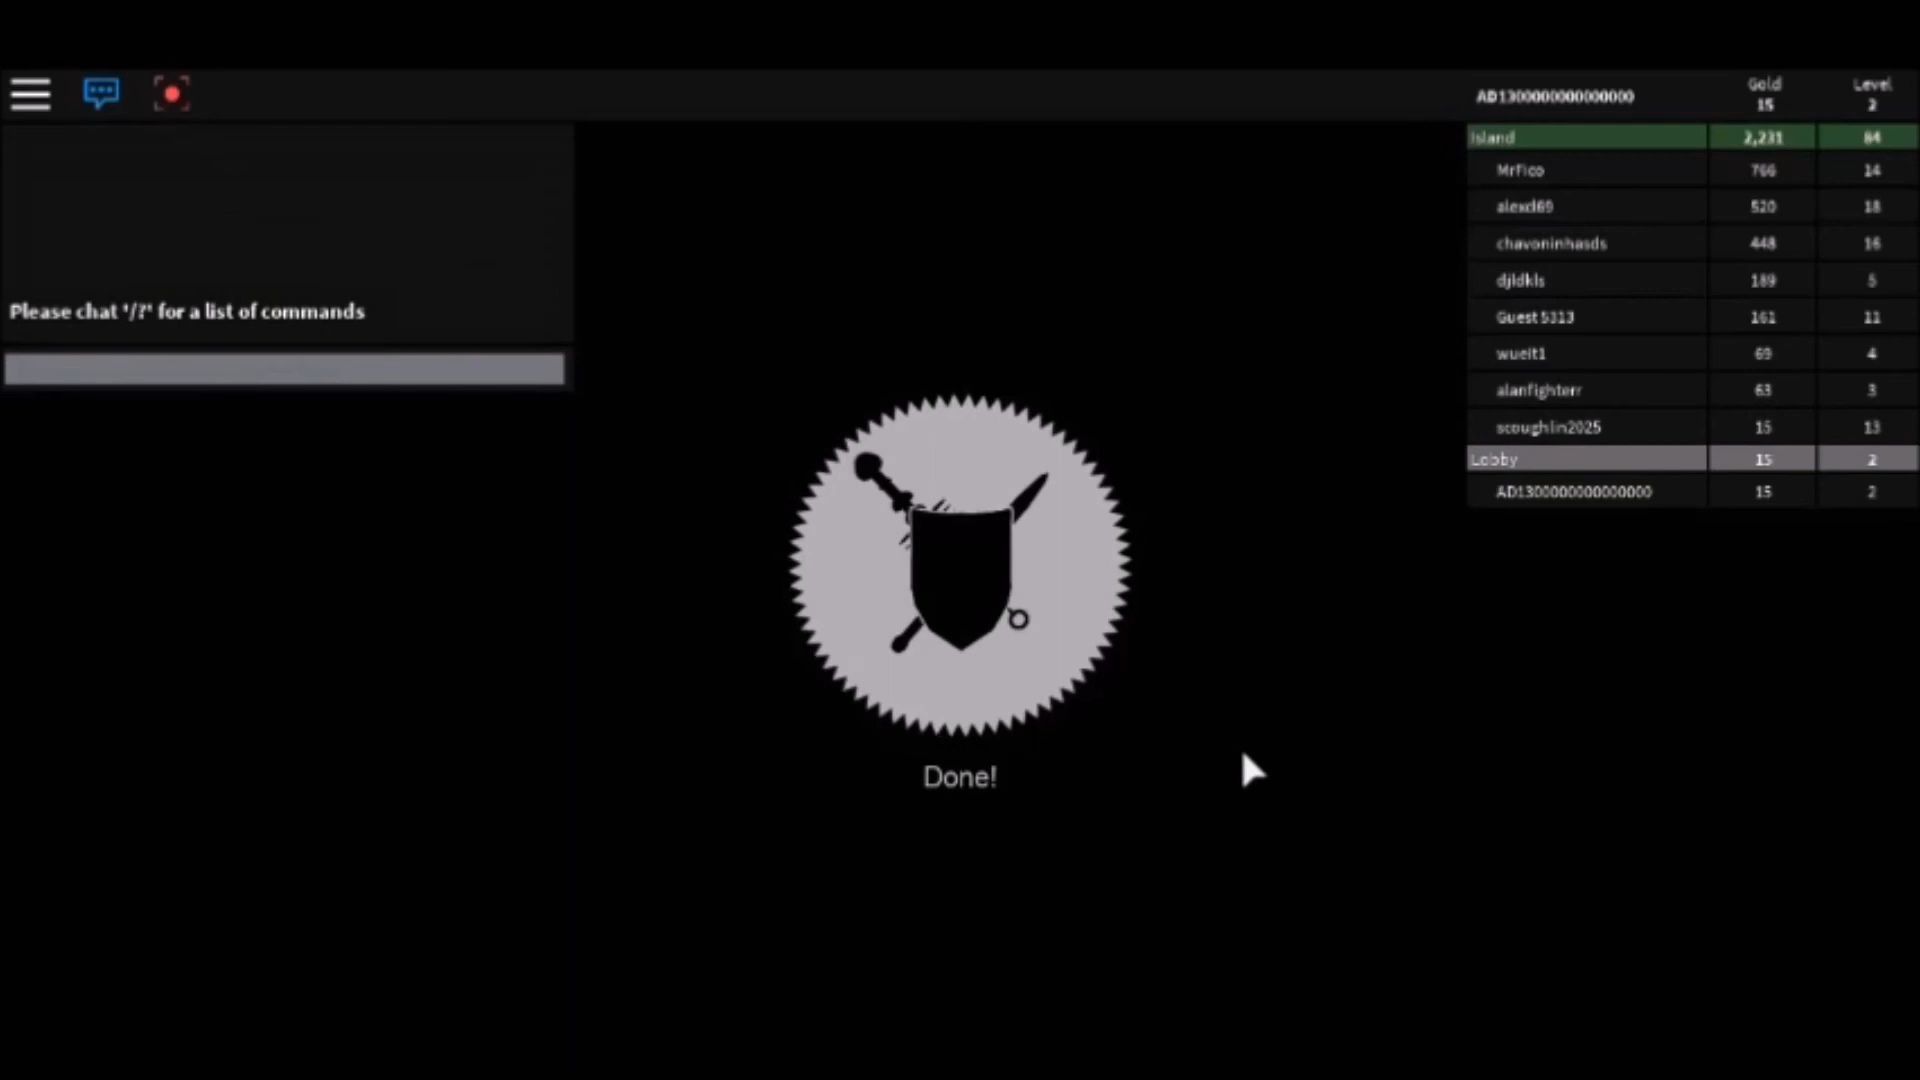 AD1300000000000000 Gold Level
15 2
Island 2,231 84
MrFico 766 14
alexd69 520 18
chavoninhasds 448 16
djldkls 189 5
Guest 5313 161 11
wueit1 69 4
alanfighterr 63 3
scoughlin2025 15 13
Lobby 15 2
AD1300000000000000 15 2
Please chat '/?' for a list of commands
Done!